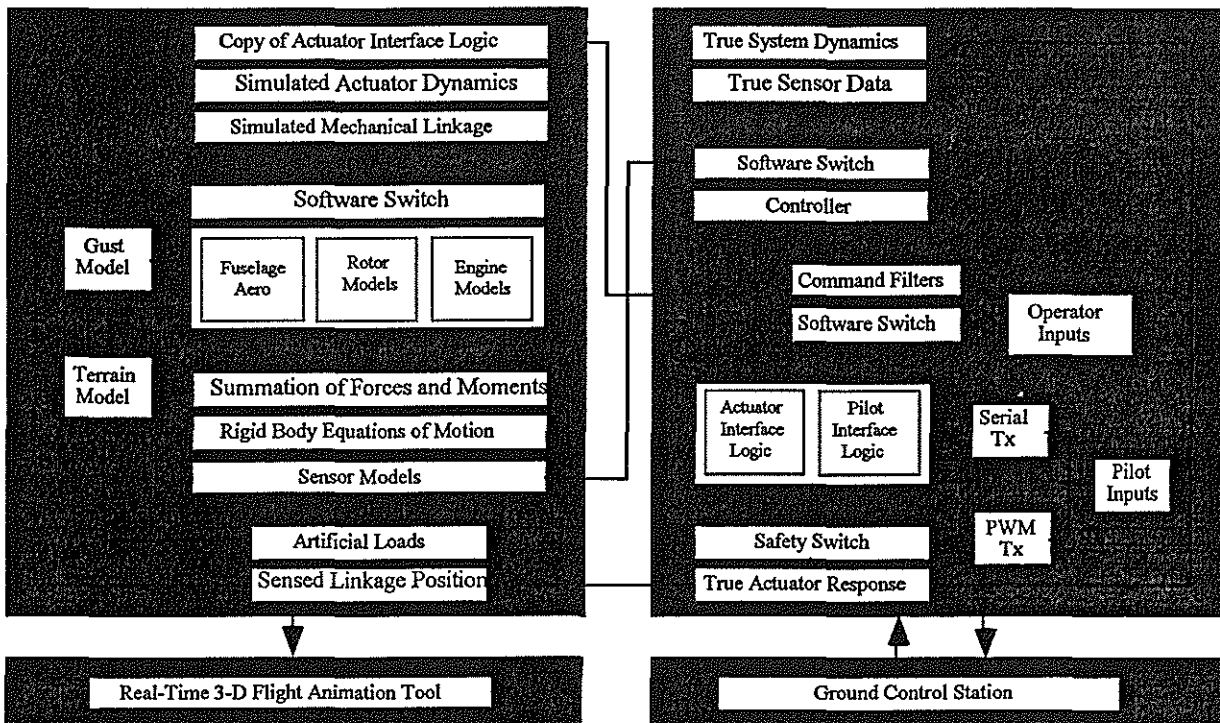 Copy of Actuator Interface Logic
Simulated Actuator Dynamics
Simulated Mechanical Linkage
Software Switch
Gust
Model
Fuselage
Aero
Rotor
Models
Engine
Models
Terrain
Model
Summation of Forces and Moments
Rigid Body Equations of Motion
Sensor Models
Artificial Loads
Sensed Linkage Position
Real-Time 3-D Flight Animation Tool
True System Dynamics
True Sensor Data
Software Switch
Controller
Command Filters
Software Switch
Operator
Inputs
Actuator
Interface
Logic
Pilot
Interface
Logic
Serial
Tx
Pilot
Inputs
PWM
Tx
Safety Switch
True Actuator Response
Ground Control Station